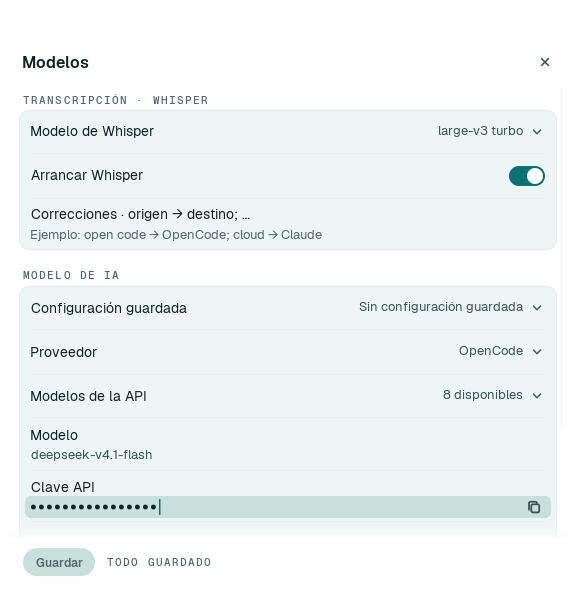 Modelos
TRANSCRIPCIÓN · WHISPER
Modelo de Whisper large-v3 turbo
Arrancar Whisper
Correcciones · origen → destino; …
Ejemplo: open code → OpenCode; cloud → Claude
MODELO DE IA
Configuración guardada Sin configuración guardada
Proveedor OpenCode
Modelos de la API 8 disponibles
Modelo
deepseek-v4.1-flash
Clave API
••••••••••••••••
Guardar TODO GUARDADO